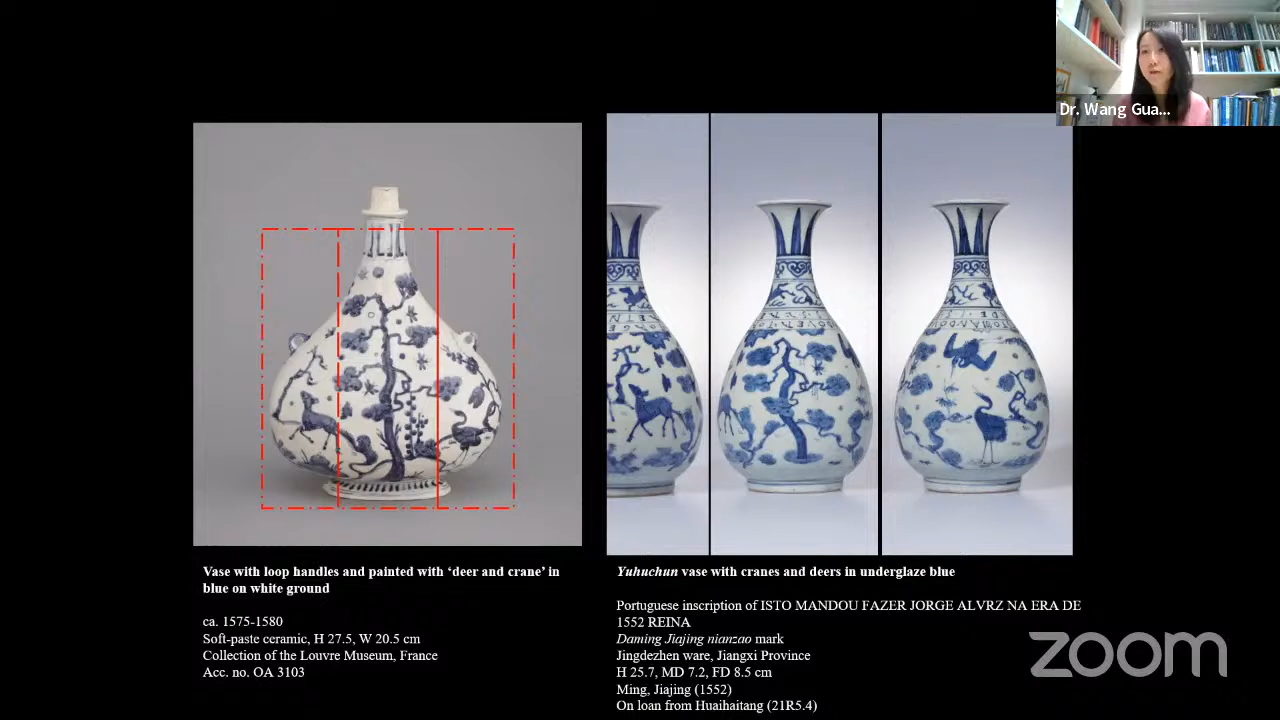 Dr. Wang Gua...
Vase with loop handles and painted with ‘deer and crane’ in
blue on white ground
ca. 1575-1580
Soft-paste ceramic, H 27.5, W 20.5 cm
Collection of the Louvre Museum, France
Acc. no. OA 3103
Yuhuchun vase with cranes and deers in underglaze blue
Portuguese inscription of ISTO MANDOU FAZER JORGE ALVRZ NA ERA DE
1552 REINA
Daming Jiajing nianzao mark
Jingdezhen ware, Jiangxi Province
H 25.7, MD 7.2, FD 8.5 cm
Ming, Jiajing (1552)
On loan from Huaihaitang (21R5.4)
zoom